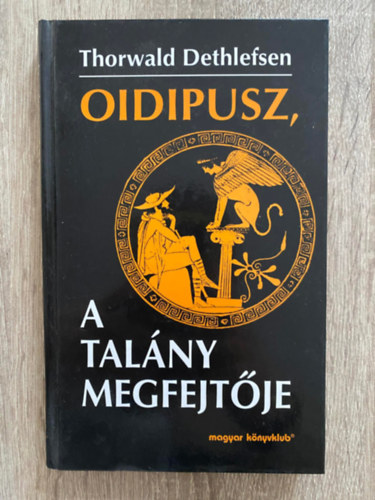 Thorwald Dethlefsen
OIDIPUSZ,
A
TALÁNY
MEGFEJTŐJE
magyar könyvklub®